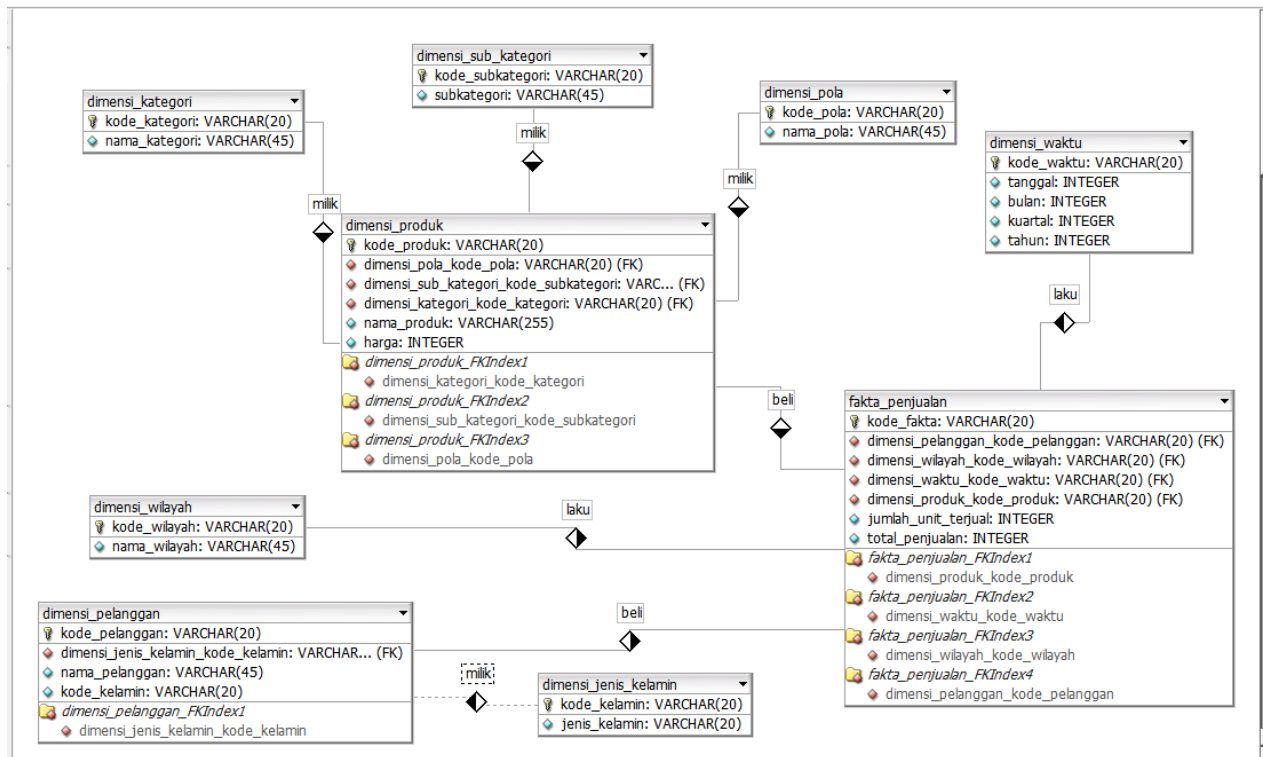 dimensi_sub_kategori
kode_subkategori: VARCHAR(20)
subkategori: VARCHAR(45)
dimensi_kategori
kode_kategori: VARCHAR(20)
nama_kategori: VARCHAR(45)
dimensi_pola
kode_pola: VARCHAR(20)
nama_pola: VARCHAR(45)
dimensi_waktu
kode_waktu: VARCHAR(20)
tanggal: INTEGER
bulan: INTEGER
kuartal: INTEGER
tahun: INTEGER
milik
milik
milik
dimensi_produk
kode_produk: VARCHAR(20)
dimensi_pola_kode_pola: VARCHAR(20) (FK)
dimensi_sub_kategori_kode_subkategori: VARC... (FK)
dimensi_kategori_kode_kategori: VARCHAR(20) (FK)
nama_produk: VARCHAR(255)
harga: INTEGER
dimensi_produk_FKIndex1
dimensi_kategori_kode_kategori
dimensi_produk_FKIndex2
dimensi_sub_kategori_kode_subkategori
dimensi_produk_FKIndex3
dimensi_pola_kode_pola
laku
beli
fakta_penjualan
kode_fakta: VARCHAR(20)
dimensi_pelanggan_kode_pelanggan: VARCHAR(20) (FK)
dimensi_wilayah_kode_wilayah: VARCHAR(20) (FK)
dimensi_waktu_kode_waktu: VARCHAR(20) (FK)
dimensi_produk_kode_produk: VARCHAR(20) (FK)
jumlah_unit_terjual: INTEGER
total_penjualan: INTEGER
fakta_penjualan_FKIndex1
dimensi_produk_kode_produk
fakta_penjualan_FKIndex2
dimensi_waktu_kode_waktu
fakta_penjualan_FKIndex3
dimensi_wilayah_kode_wilayah
fakta_penjualan_FKIndex4
dimensi_pelanggan_kode_pelanggan
dimensi_wilayah
kode_wilayah: VARCHAR(20)
nama_wilayah: VARCHAR(45)
laku
dimensi_pelanggan
kode_pelanggan: VARCHAR(20)
dimensi_jenis_kelamin_kode_kelamin: VARCHAR... (FK)
nama_pelanggan: VARCHAR(45)
kode_kelamin: VARCHAR(20)
dimensi_pelanggan_FKIndex1
dimensi_jenis_kelamin_kode_kelamin
beli
milik
dimensi_jenis_kelamin
kode_kelamin: VARCHAR(20)
jenis_kelamin: VARCHAR(20)